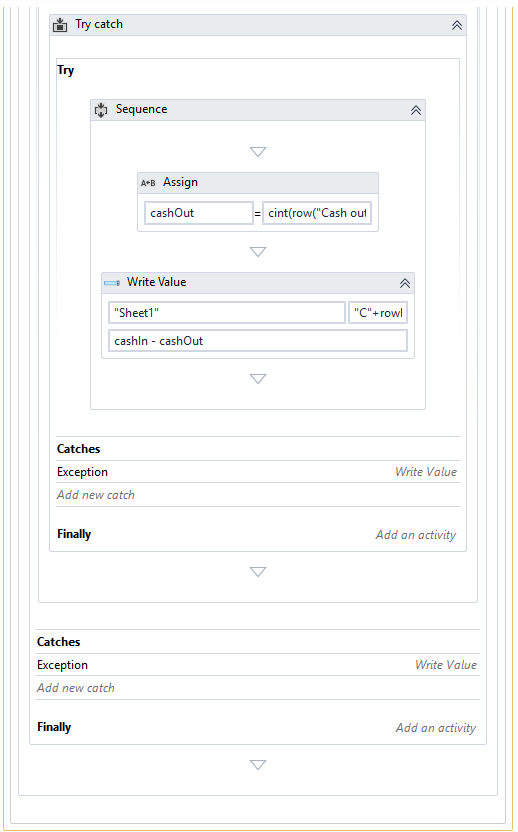 Try catch
Try
Sequence
A+B Assign
cashOut = cint(row("Cash out
Write Value
"Sheet1" "C"+rowI
cashIn - cashOut
Catches
Exception Write Value
Add new catch
Finally Add an activity
Catches
Exception Write Value
Add new catch
Finally Add an activity